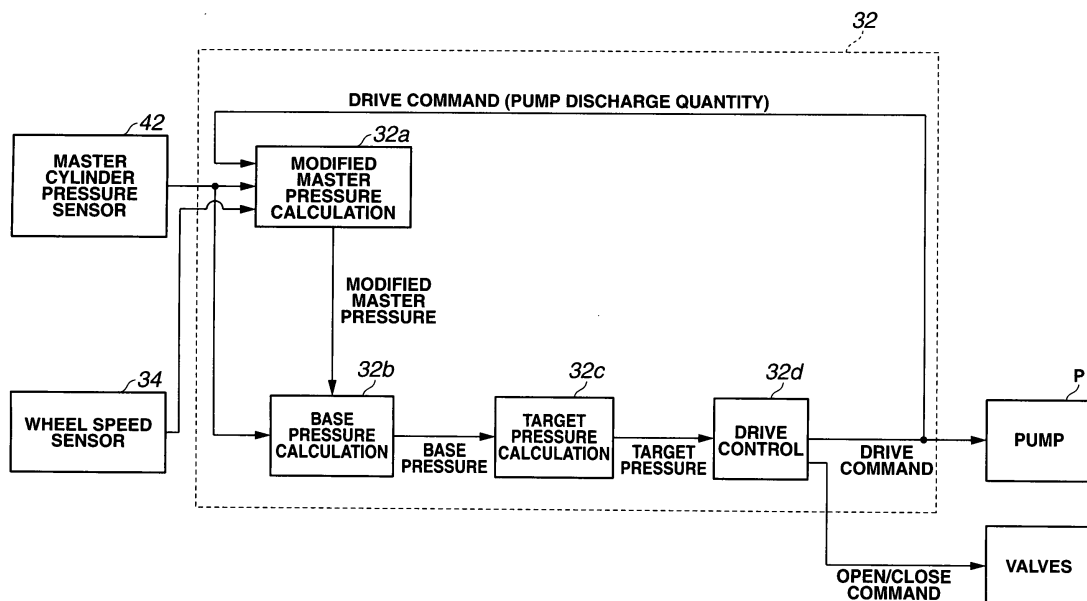 32
DRIVE COMMAND (PUMP DISCHARGE QUANTITY)
42
MASTER
CYLINDER
PRESSURE
SENSOR
32a
MODIFIED
MASTER
PRESSURE
CALCULATION
MODIFIED
MASTER
PRESSURE
34
WHEEL SPEED
SENSOR
32b
BASE
PRESSURE
CALCULATION
BASE
PRESSURE
32c
TARGET
PRESSURE
CALCULATION
TARGET
PRESSURE
32d
DRIVE
CONTROL
DRIVE
COMMAND
P
PUMP
OPEN/CLOSE
COMMAND
VALVES